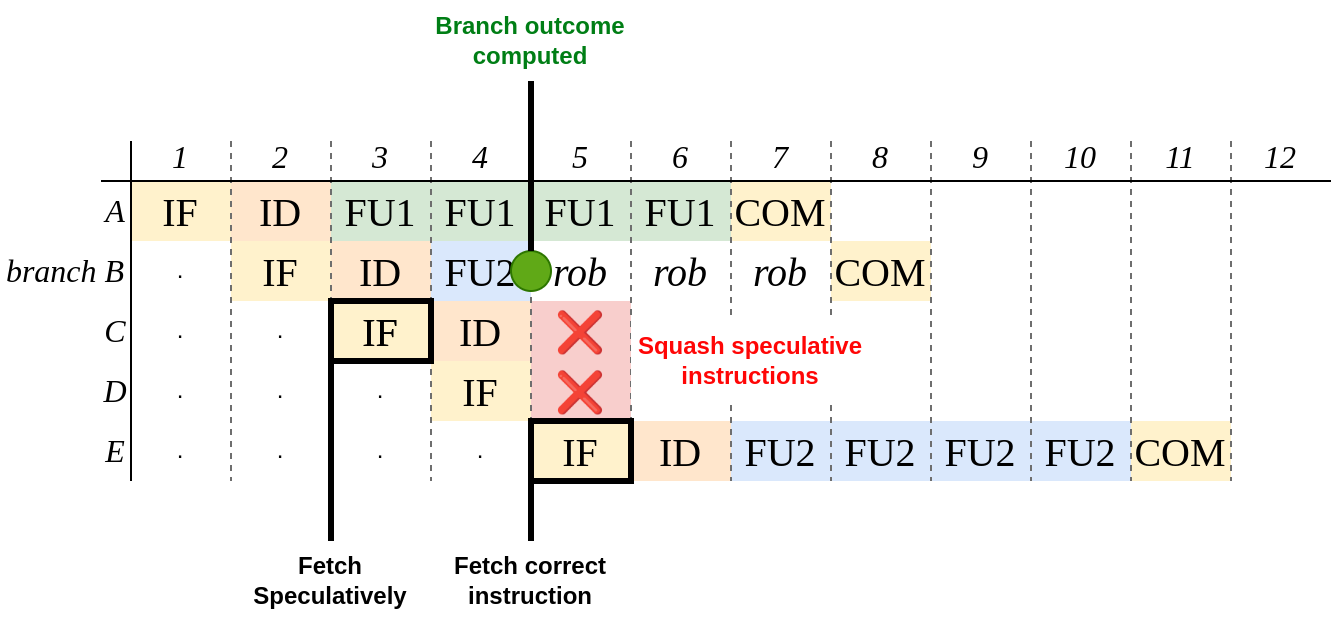 Branch outcome
computed
1 2 3 4 5 6 7 8 9 10 11 12
A IF ID FU1 FU1 FU1 FU1 COM
branch B . IF ID FU2 rob rob rob COM
C . . IF ID ❌
Squash speculative
instructions
D . . . IF ❌
E . . . . IF ID FU2 FU2 FU2 FU2 COM
Fetch
Speculatively
Fetch correct
instruction